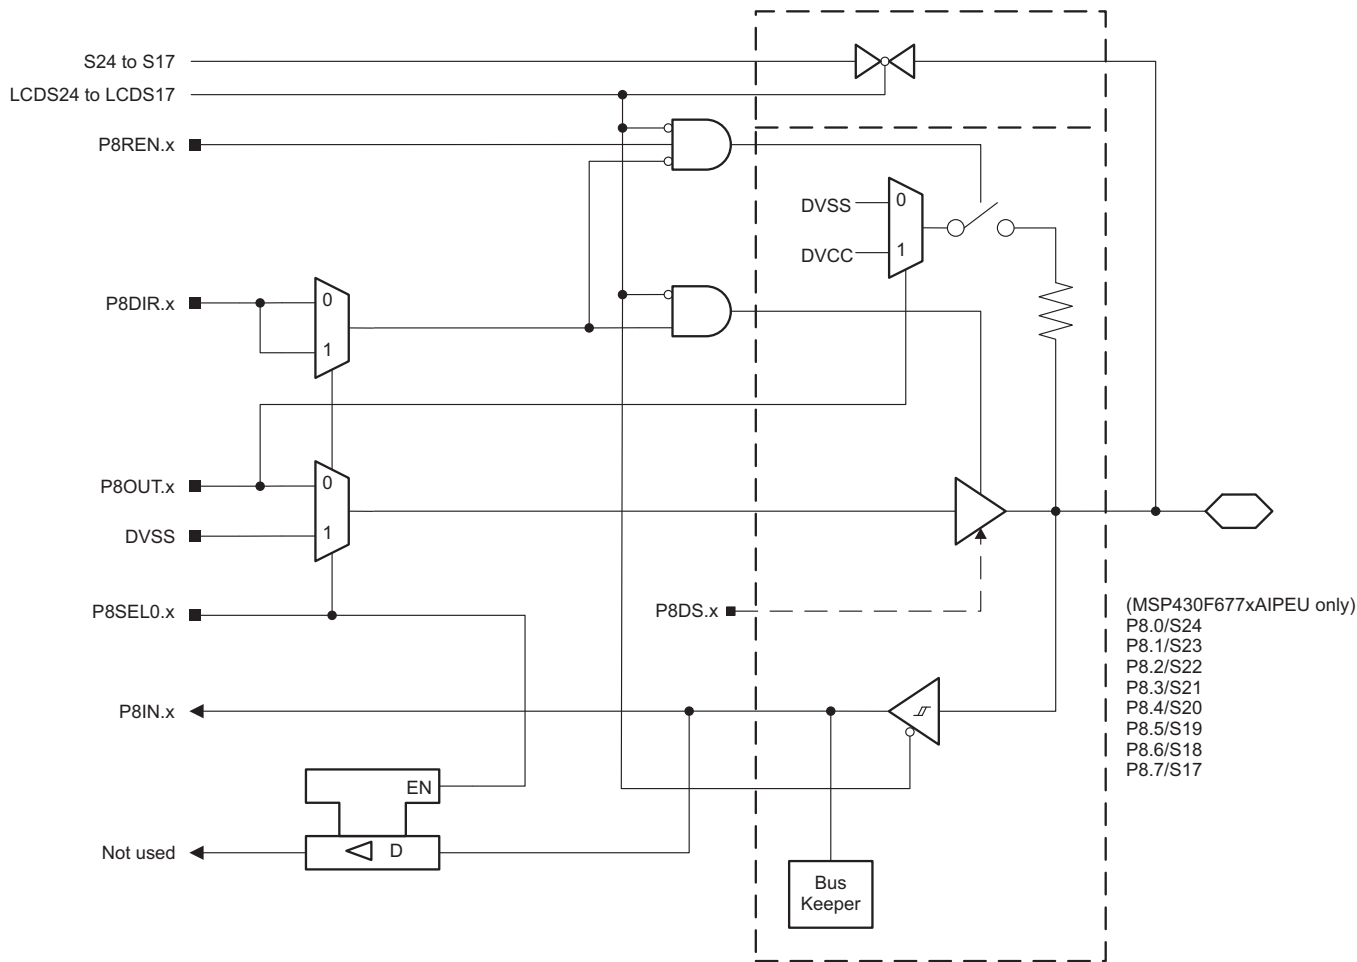 S24 to S17
LCDS24 to LCDS17
P8REN.x
DVSS
0
DVCC
1
P8DIR.x
0
1
P8OUT.x
0
DVSS
1
P8SEL0.x
P8DS.x
(MSP430F677xAIPEU only)
P8.0/S24
P8.1/S23
P8.2/S22
P8.3/S21
P8.4/S20
P8.5/S19
P8.6/S18
P8.7/S17
P8IN.x
EN
Not used
D
Bus
Keeper